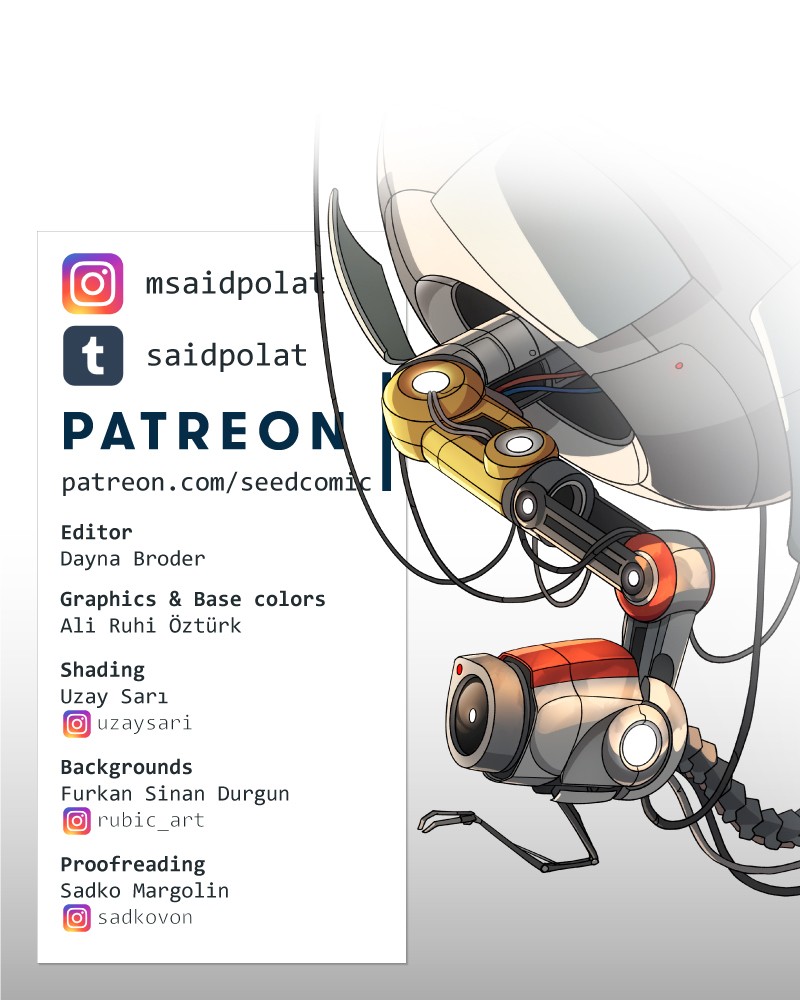 msaidpolat
saidpolat
PATREON
patreon.com/seedcomic
Editor
Dayna Broder
Graphics & Base colors
Ali Ruhi Öztürk
Shading
Uzay Sarı
uzaysari
Backgrounds
Furkan Sinan Durgun
rubic_art
Proofreading
Sadko Margolin
sadkovon